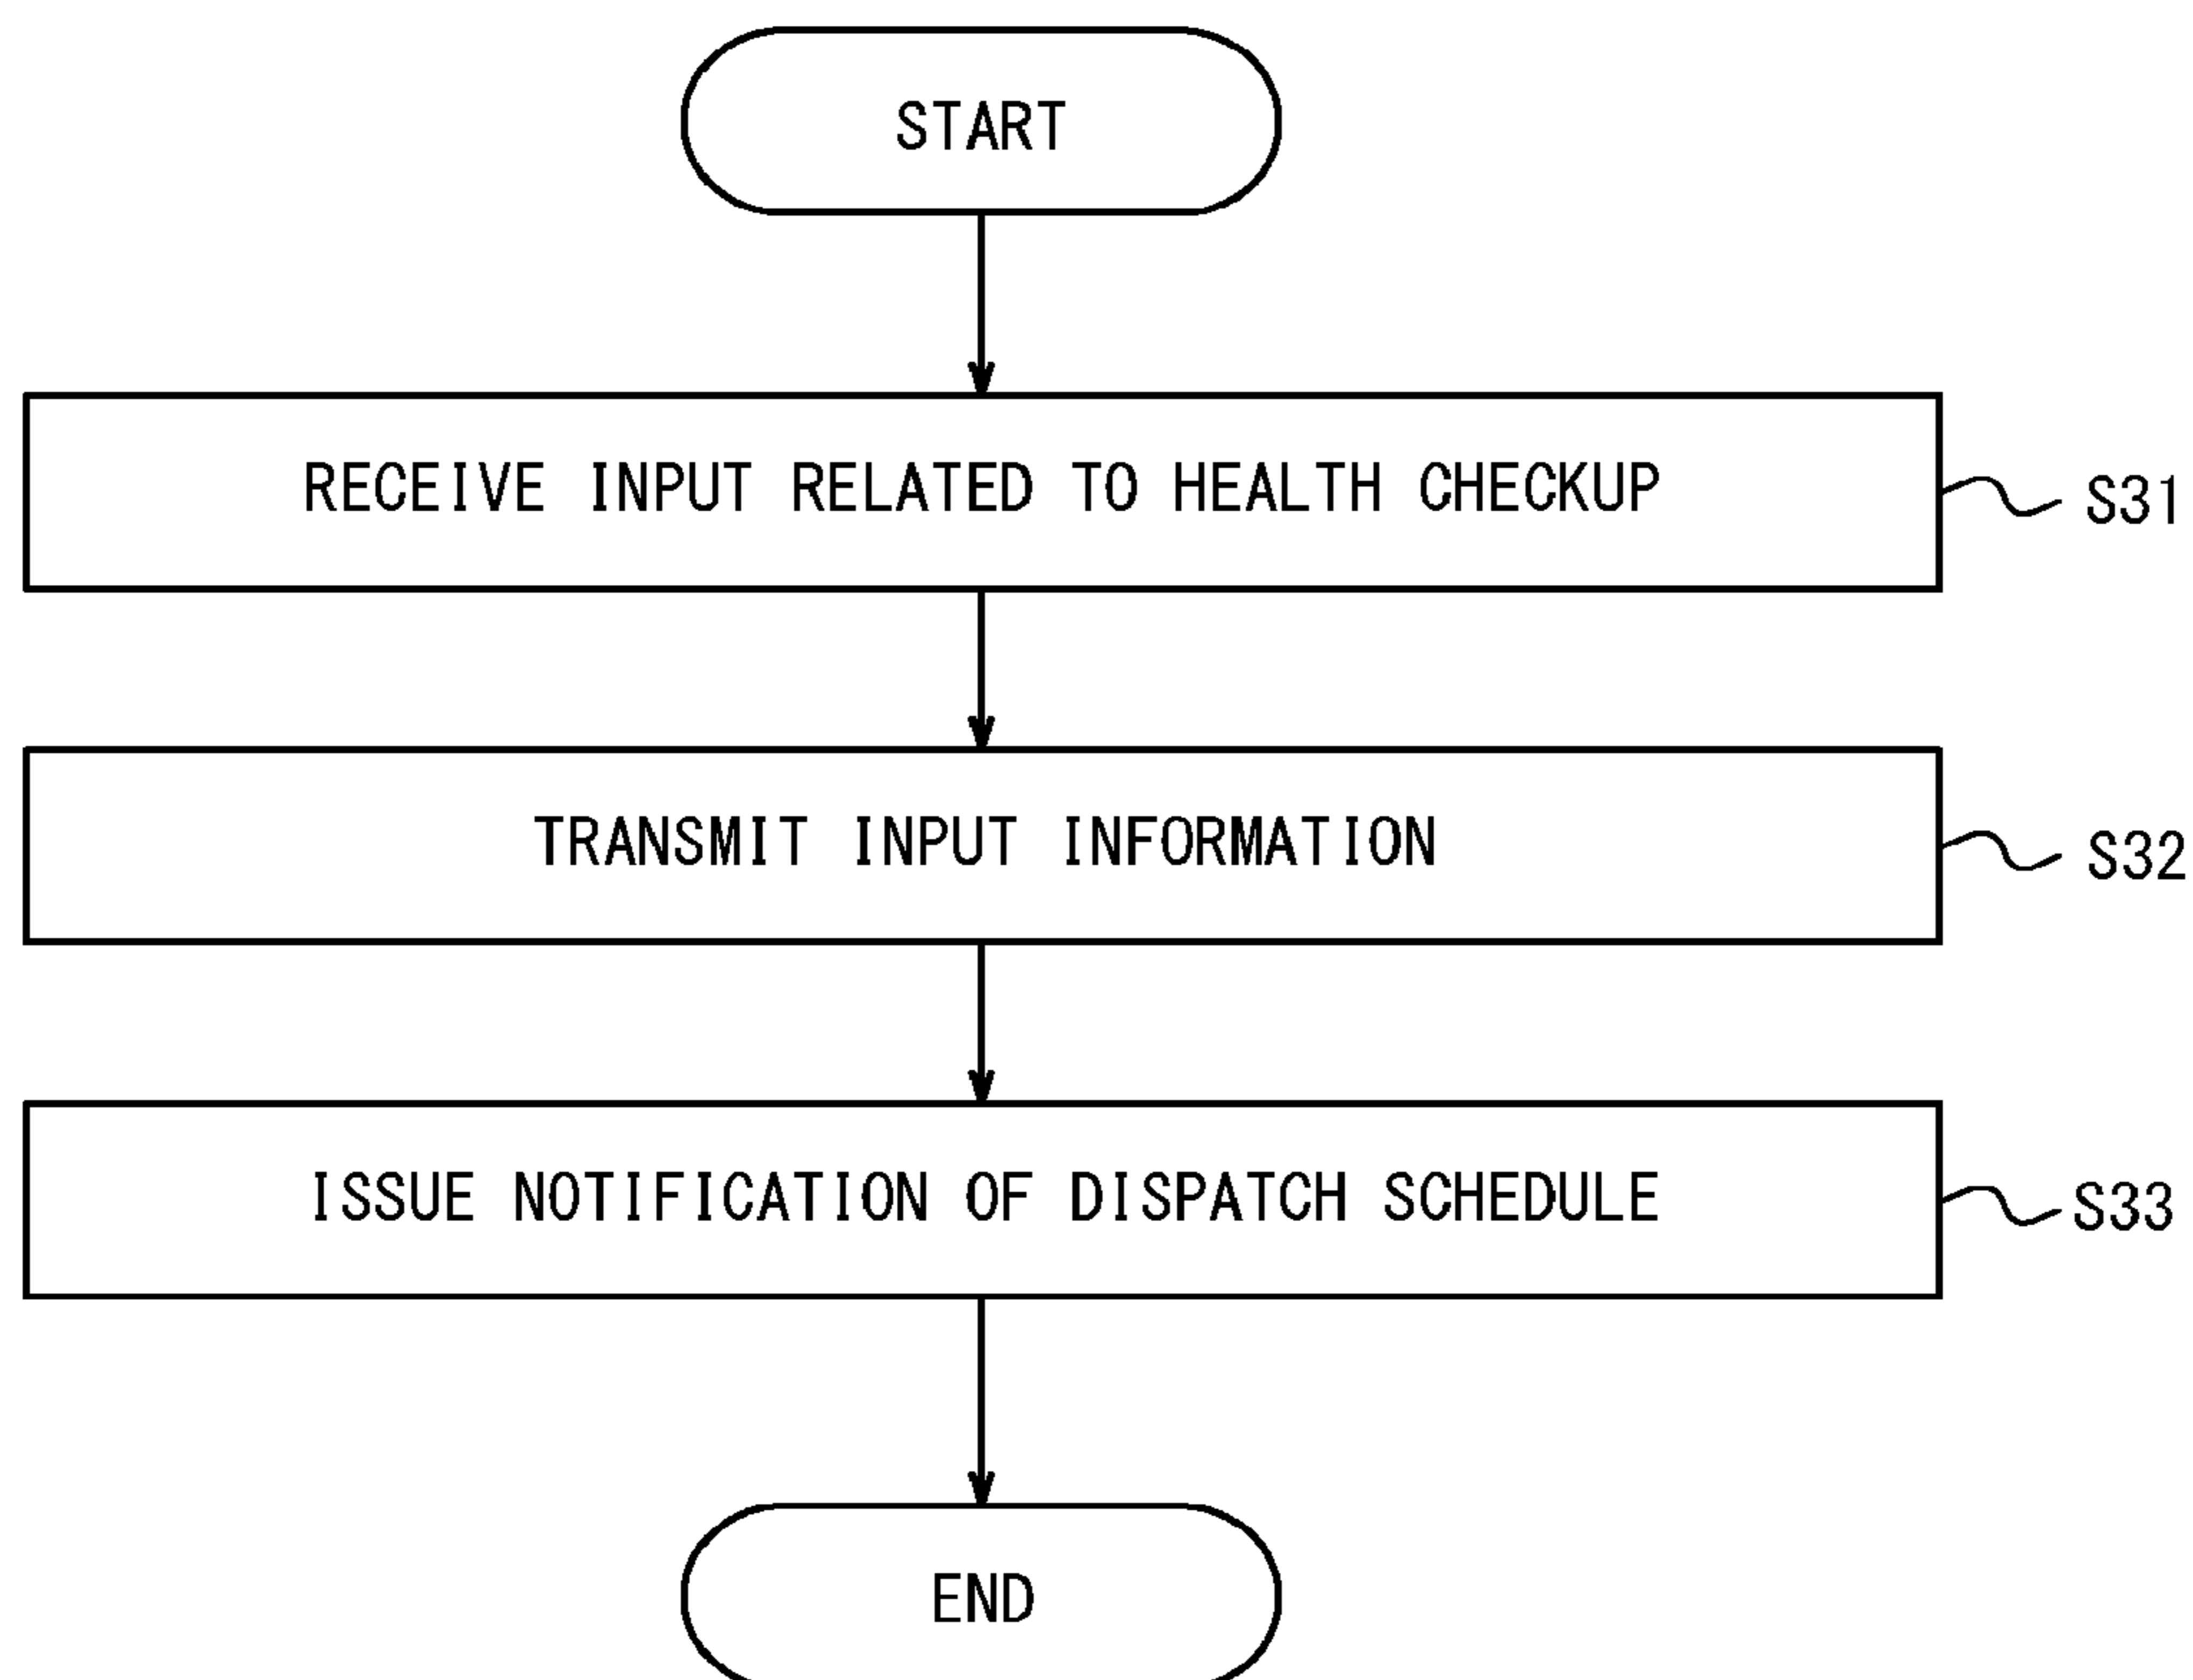 START
RECEIVE INPUT RELATED TO HEALTH CHECKUP
S31
TRANSMIT INPUT INFORMATION
S32
ISSUE NOTIFICATION OF DISPATCH SCHEDULE
S33
END